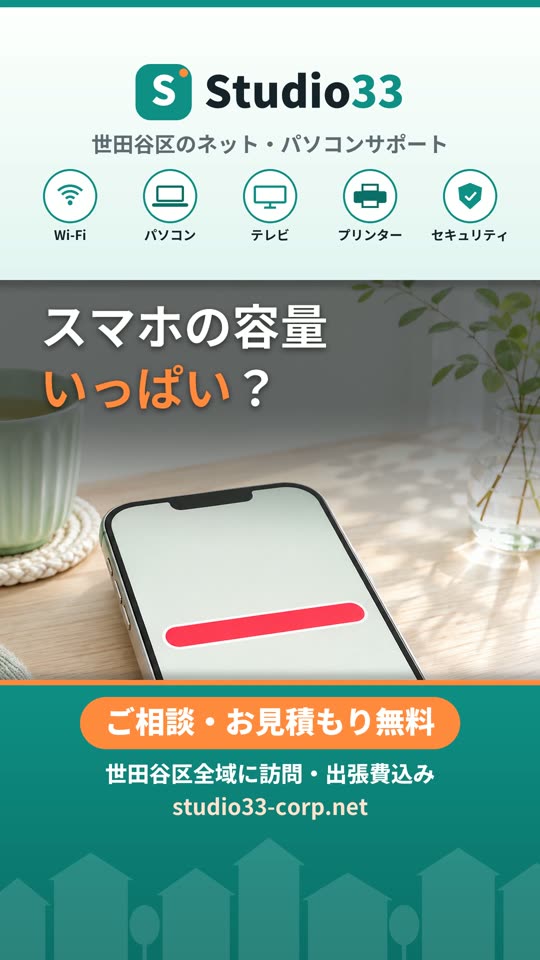 S Studio33
世田谷区のネット・パソコンサポート
Wi-Fi パソコン テレビ プリンター セキュリティ
スマホの容量
いっぱい？
ご相談・お見積もり無料
世田谷区全域に訪問・出張費込み
studio33-corp.net